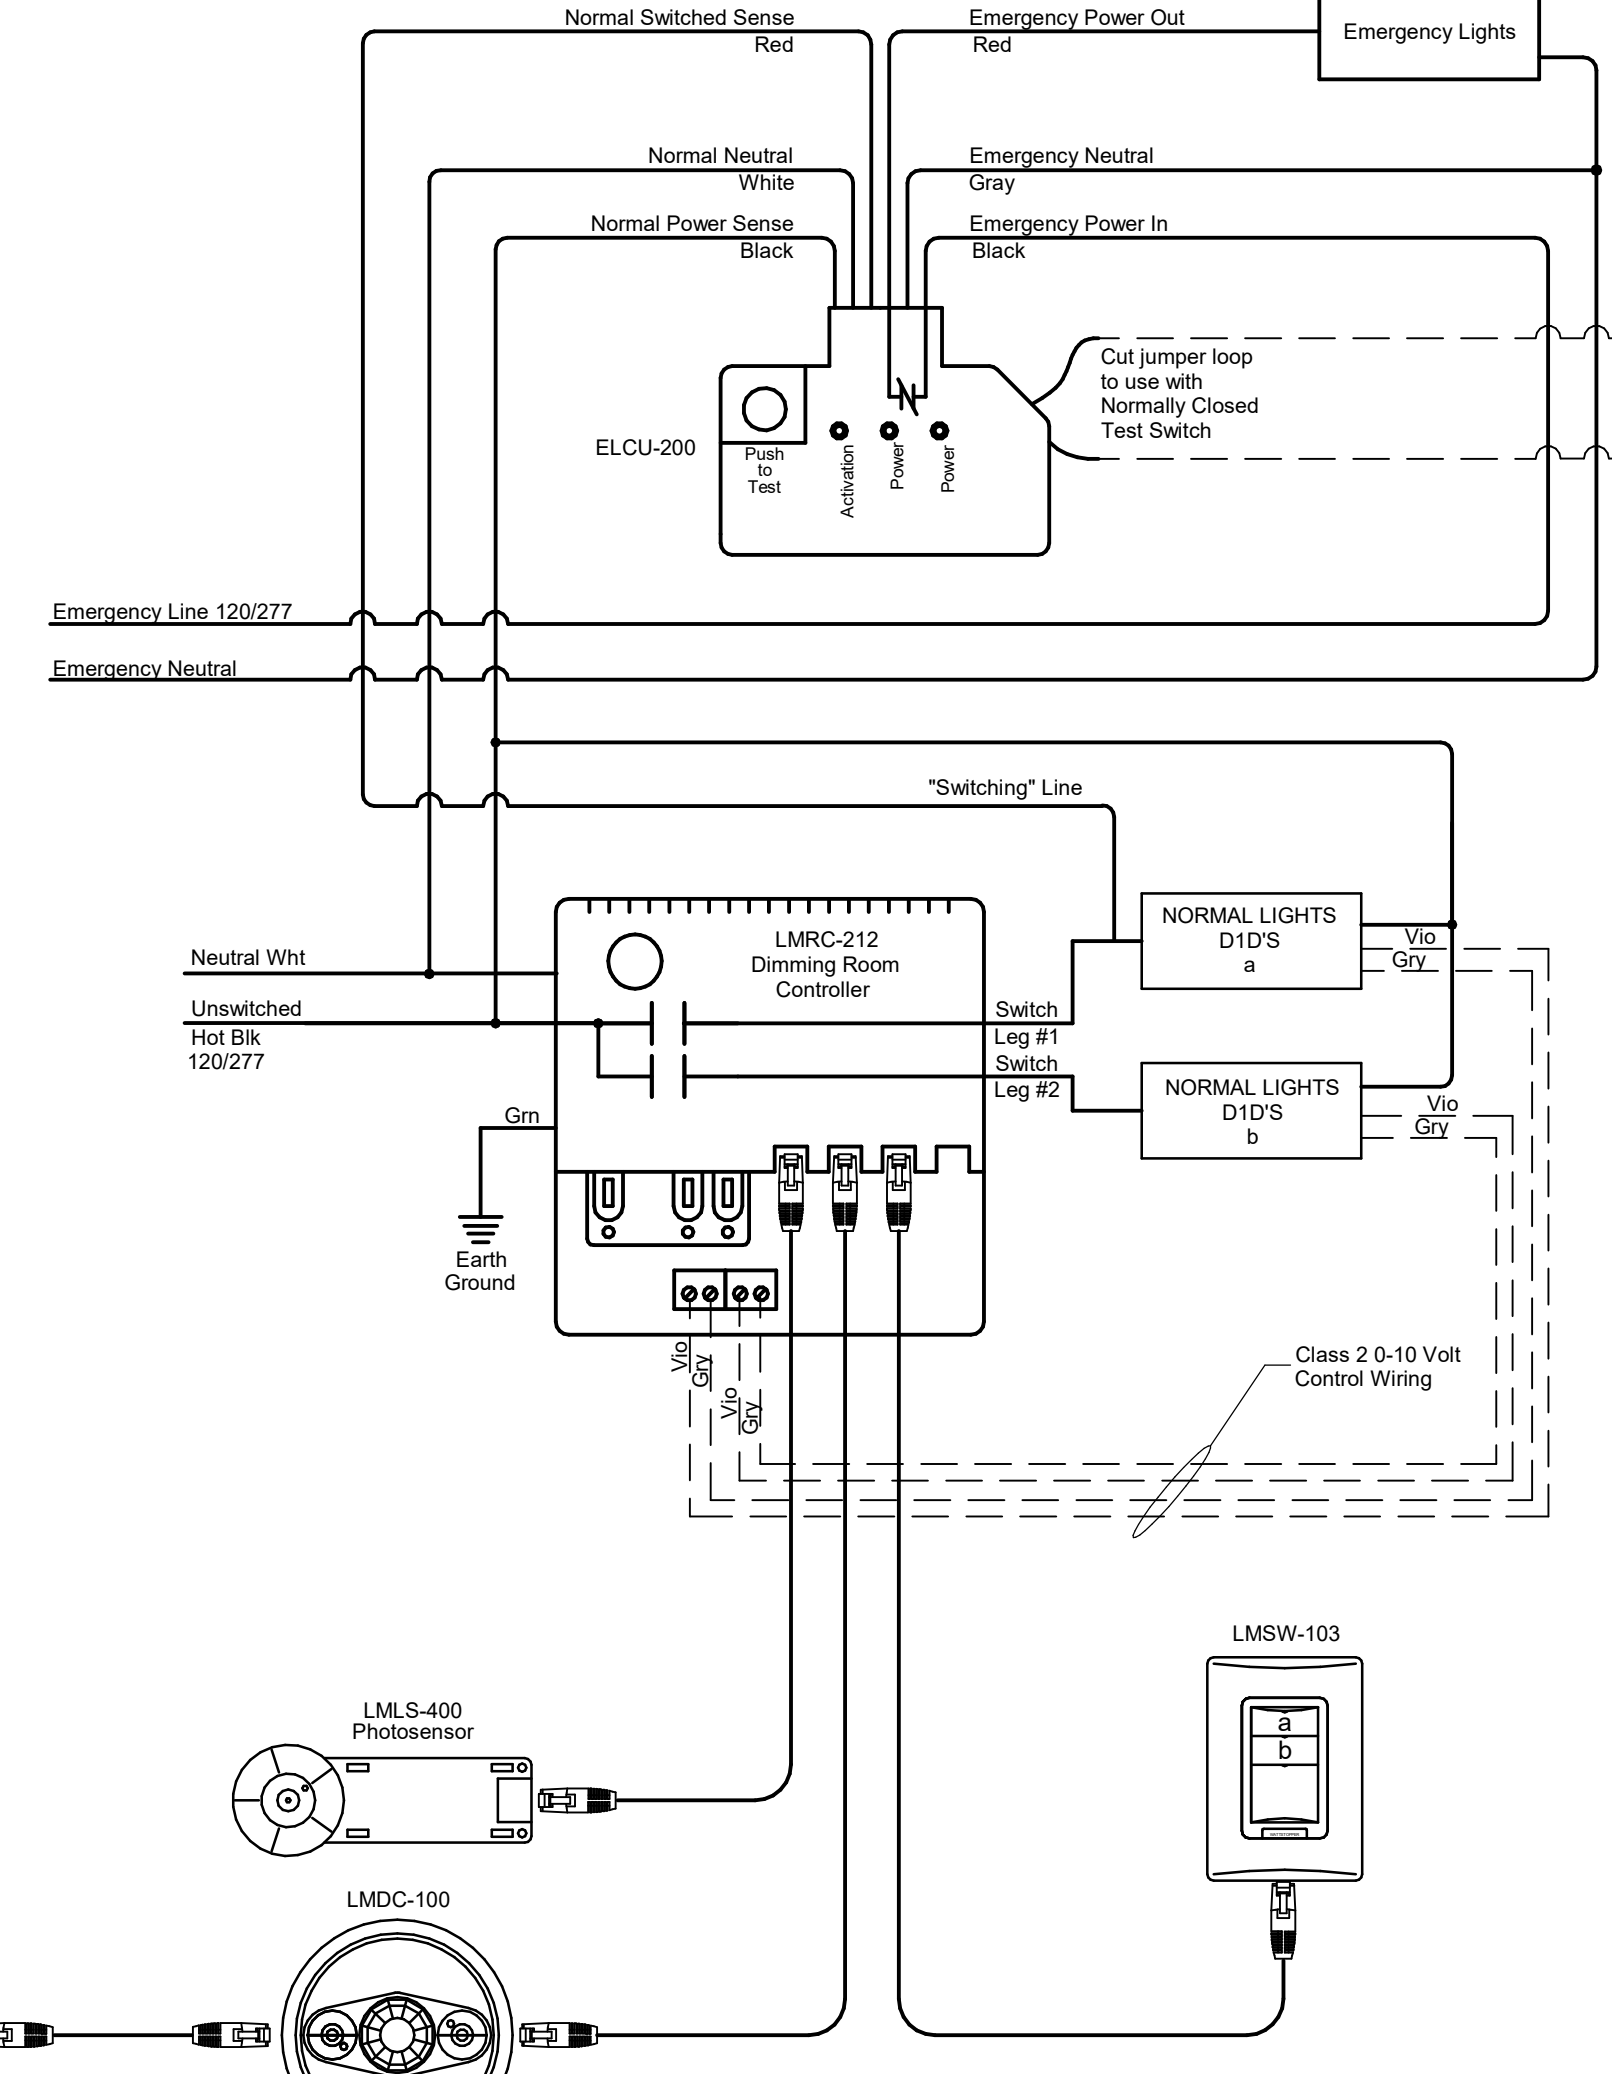 Normal Switched Sense
Red
Emergency Power Out
Red
Emergency Lights
Normal Neutral
White
Emergency Neutral
Gray
Normal Power Sense
Black
Emergency Power In
Black
Cut jumper loop
to use with
Normally Closed
Test Switch
ELCU-200
Push
to
Test
Activation
Power
Power
Emergency Line 120/277
Emergency Neutral
"Switching" Line
NORMAL LIGHTS
D1D'S
a
Vio
Gry
LMRC-212
Dimming Room
Controller
Neutral Wht
Unswitched
Hot Blk
120/277
Switch
Leg #1
Switch
Leg #2
NORMAL LIGHTS
D1D'S
b
Vio
Gry
Grn
Earth
Ground
Vio
Gry
Vio
Gry
Class 2 0-10 Volt
Control Wiring
LMSW-103
a
b
WATTSTOPPER
LMLS-400
Photosensor
LMDC-100